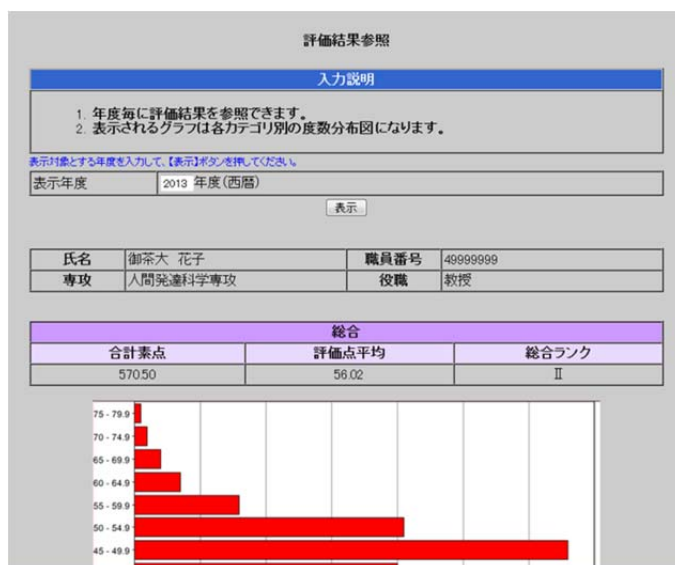 評価結果参照
入力説明
1. 年度毎に評価結果を参照できます。
2. 表示されるグラフは各カテゴリ別の度数分布図になります。
表示対象とする年度を入力して、【表示】ボタンを押してください。
表示年度 2013 年度(西暦)
表示
氏名 御茶大 花子 職員番号 49999999
専攻 人間発達科学専攻 役職 教授
総合
合計素点 評価点平均 総合ランク
570.50 56.02 Ⅱ
75 - 79.9
70 - 74.9
65 - 69.9
60 - 64.9
55 - 59.9
50 - 54.9
45 - 49.9